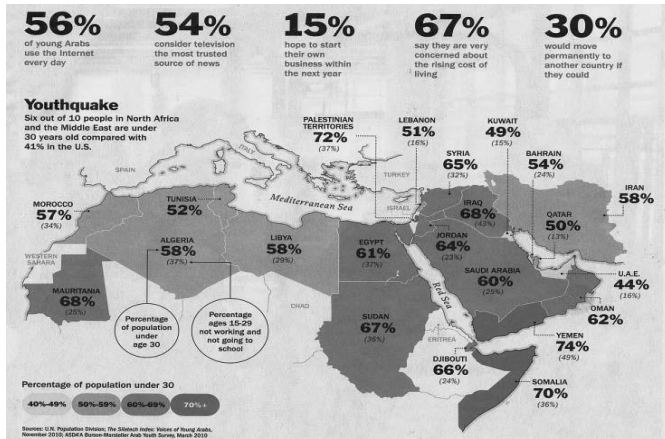 56%
of young Arabs
use the Internet
every day
54%
consider television
the most trusted
source of news
15%
hope to start
their own
business within
the next year
67%
say they are very
concerned about
the rising cost of
living
30%
would move
permanently to
another country if
they could
Youthquake
Six out of 10 people in North Africa
and the Middle East are under
30 years old compared with
41% in the U.S.
PALESTINIAN
TERRITORIES
72%
(37%)
LEBANON
51%
(16%)
KUWAIT
49%
(15%)
SYRIA
65%
(32%)
BAHRAIN
54%
(24%)
IRAN
58%
SPAIN
ITALY
TURKEY
ISRAEL
Mediterranean Sea
MOROCCO
57%
(34%)
TUNISIA
52%
IRAQ
68%
(43%)
QATAR
50%
(13%)
ALGERIA
58%
(37%)
LIBYA
58%
(29%)
EGYPT
61%
(37%)
JORDAN
64%
(23%)
SAUDI ARABIA
60%
(25%)
U.A.E.
44%
(16%)
WESTERN
SAHARA
MAURITANIA
68%
(25%)
OMAN
62%
Red Sea
CHAD
SUDAN
67%
(36%)
ERITREA
YEMEN
74%
(49%)
DJIBOUTI
66%
(24%)
SOMALIA
70%
(36%)
Percentage
of population
under
age 30
Percentage
ages 15-29
not working and
not going to
school
Percentage of population under 30
40%-49%
50%-59%
60%-69%
70%+
Sources: U.N. Population Division; The Silatech Index: Voices of Young Arabs,
November 2010; ASDA'A Burson-Marsteller Arab Youth Survey, March 2010